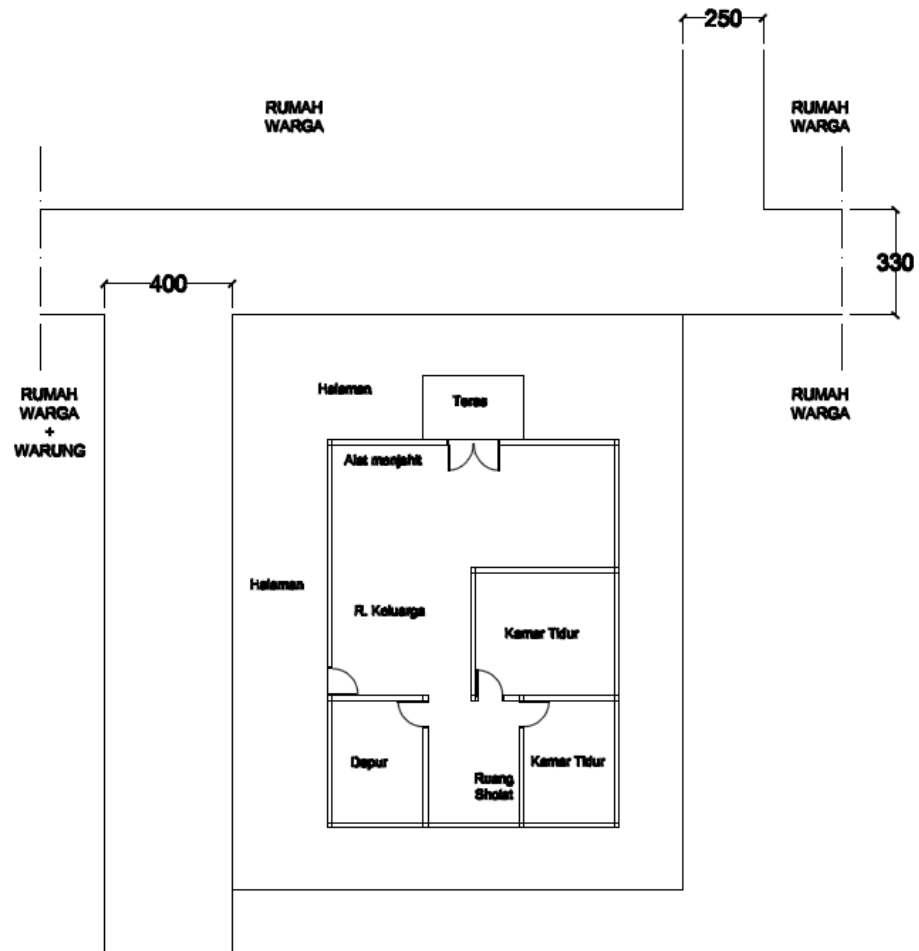 250
RUMAH
WARGA
RUMAH
WARGA
330
400
RUMAH
WARGA
+
WARUNG
Halaman
Teras
RUMAH
WARGA
Alat menjahit
Halaman
R. Keluarga
Kamar Tidur
Dapur
Ruang
Sholat
Kamar Tidur